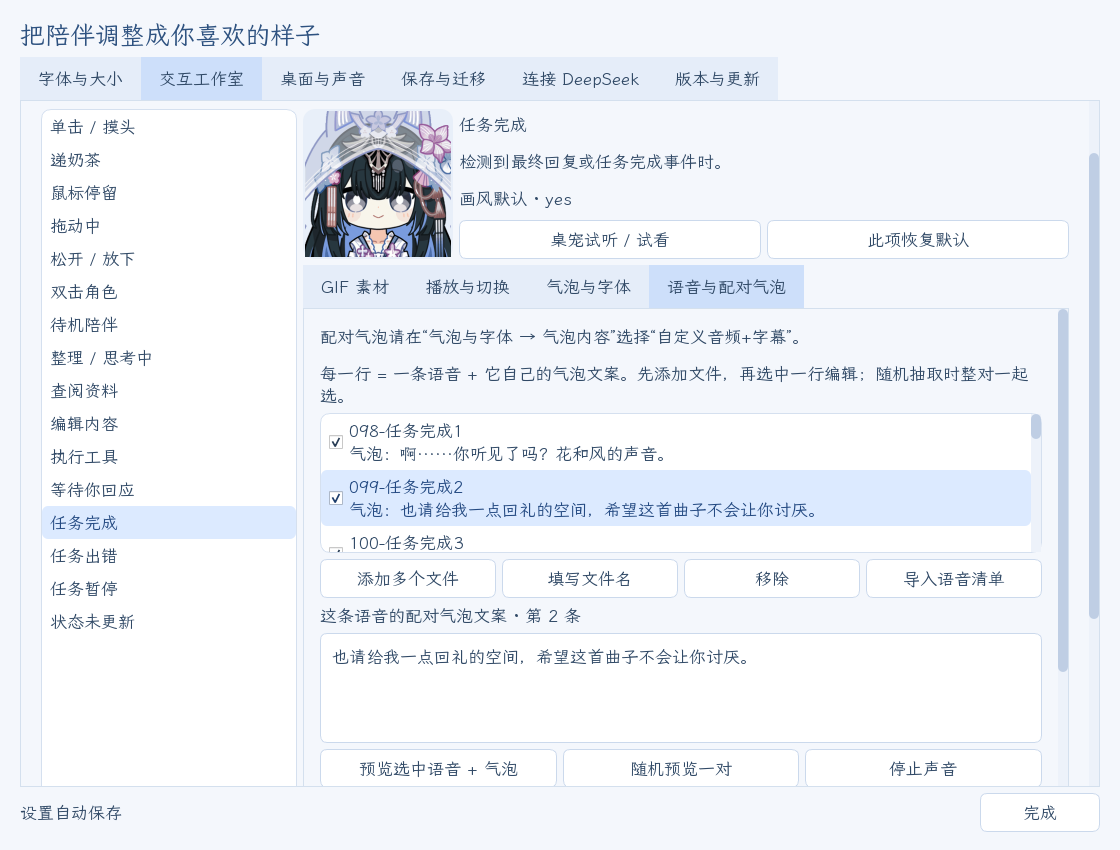 把陪伴调整成你喜欢的样子
字体与大小
交互工作室
桌面与声音
保存与迁移
连接 DeepSeek
版本与更新
单击 / 摸头
递奶茶
鼠标停留
拖动中
松开 / 放下
双击角色
待机陪伴
整理 / 思考中
查阅资料
编辑内容
执行工具
等待你回应
任务完成
任务出错
任务暂停
状态未更新
任务完成
检测到最终回复或任务完成事件时。
画风默认・yes
桌宠试听 / 试看
此项恢复默认
GIF 素材
播放与切换
气泡与字体
语音与配对气泡
配对气泡请在“气泡与字体 → 气泡内容”选择“自定义音频+字幕”。
每一行 = 一条语音 + 它自己的气泡文案。先添加文件，再选中一行编辑；随机抽取时整对一起
选。
098-任务完成1
气泡：啊……你听见了吗？花和风的声音。
099-任务完成2
气泡：也请给我一点回礼的空间，希望这首曲子不会让你讨厌。
100-任务完成3
添加多个文件
填写文件名
移除
导入语音清单
这条语音的配对气泡文案・第 2 条
也请给我一点回礼的空间，希望这首曲子不会让你讨厌。
预览选中语音 + 气泡
随机预览一对
停止声音
设置自动保存
完成